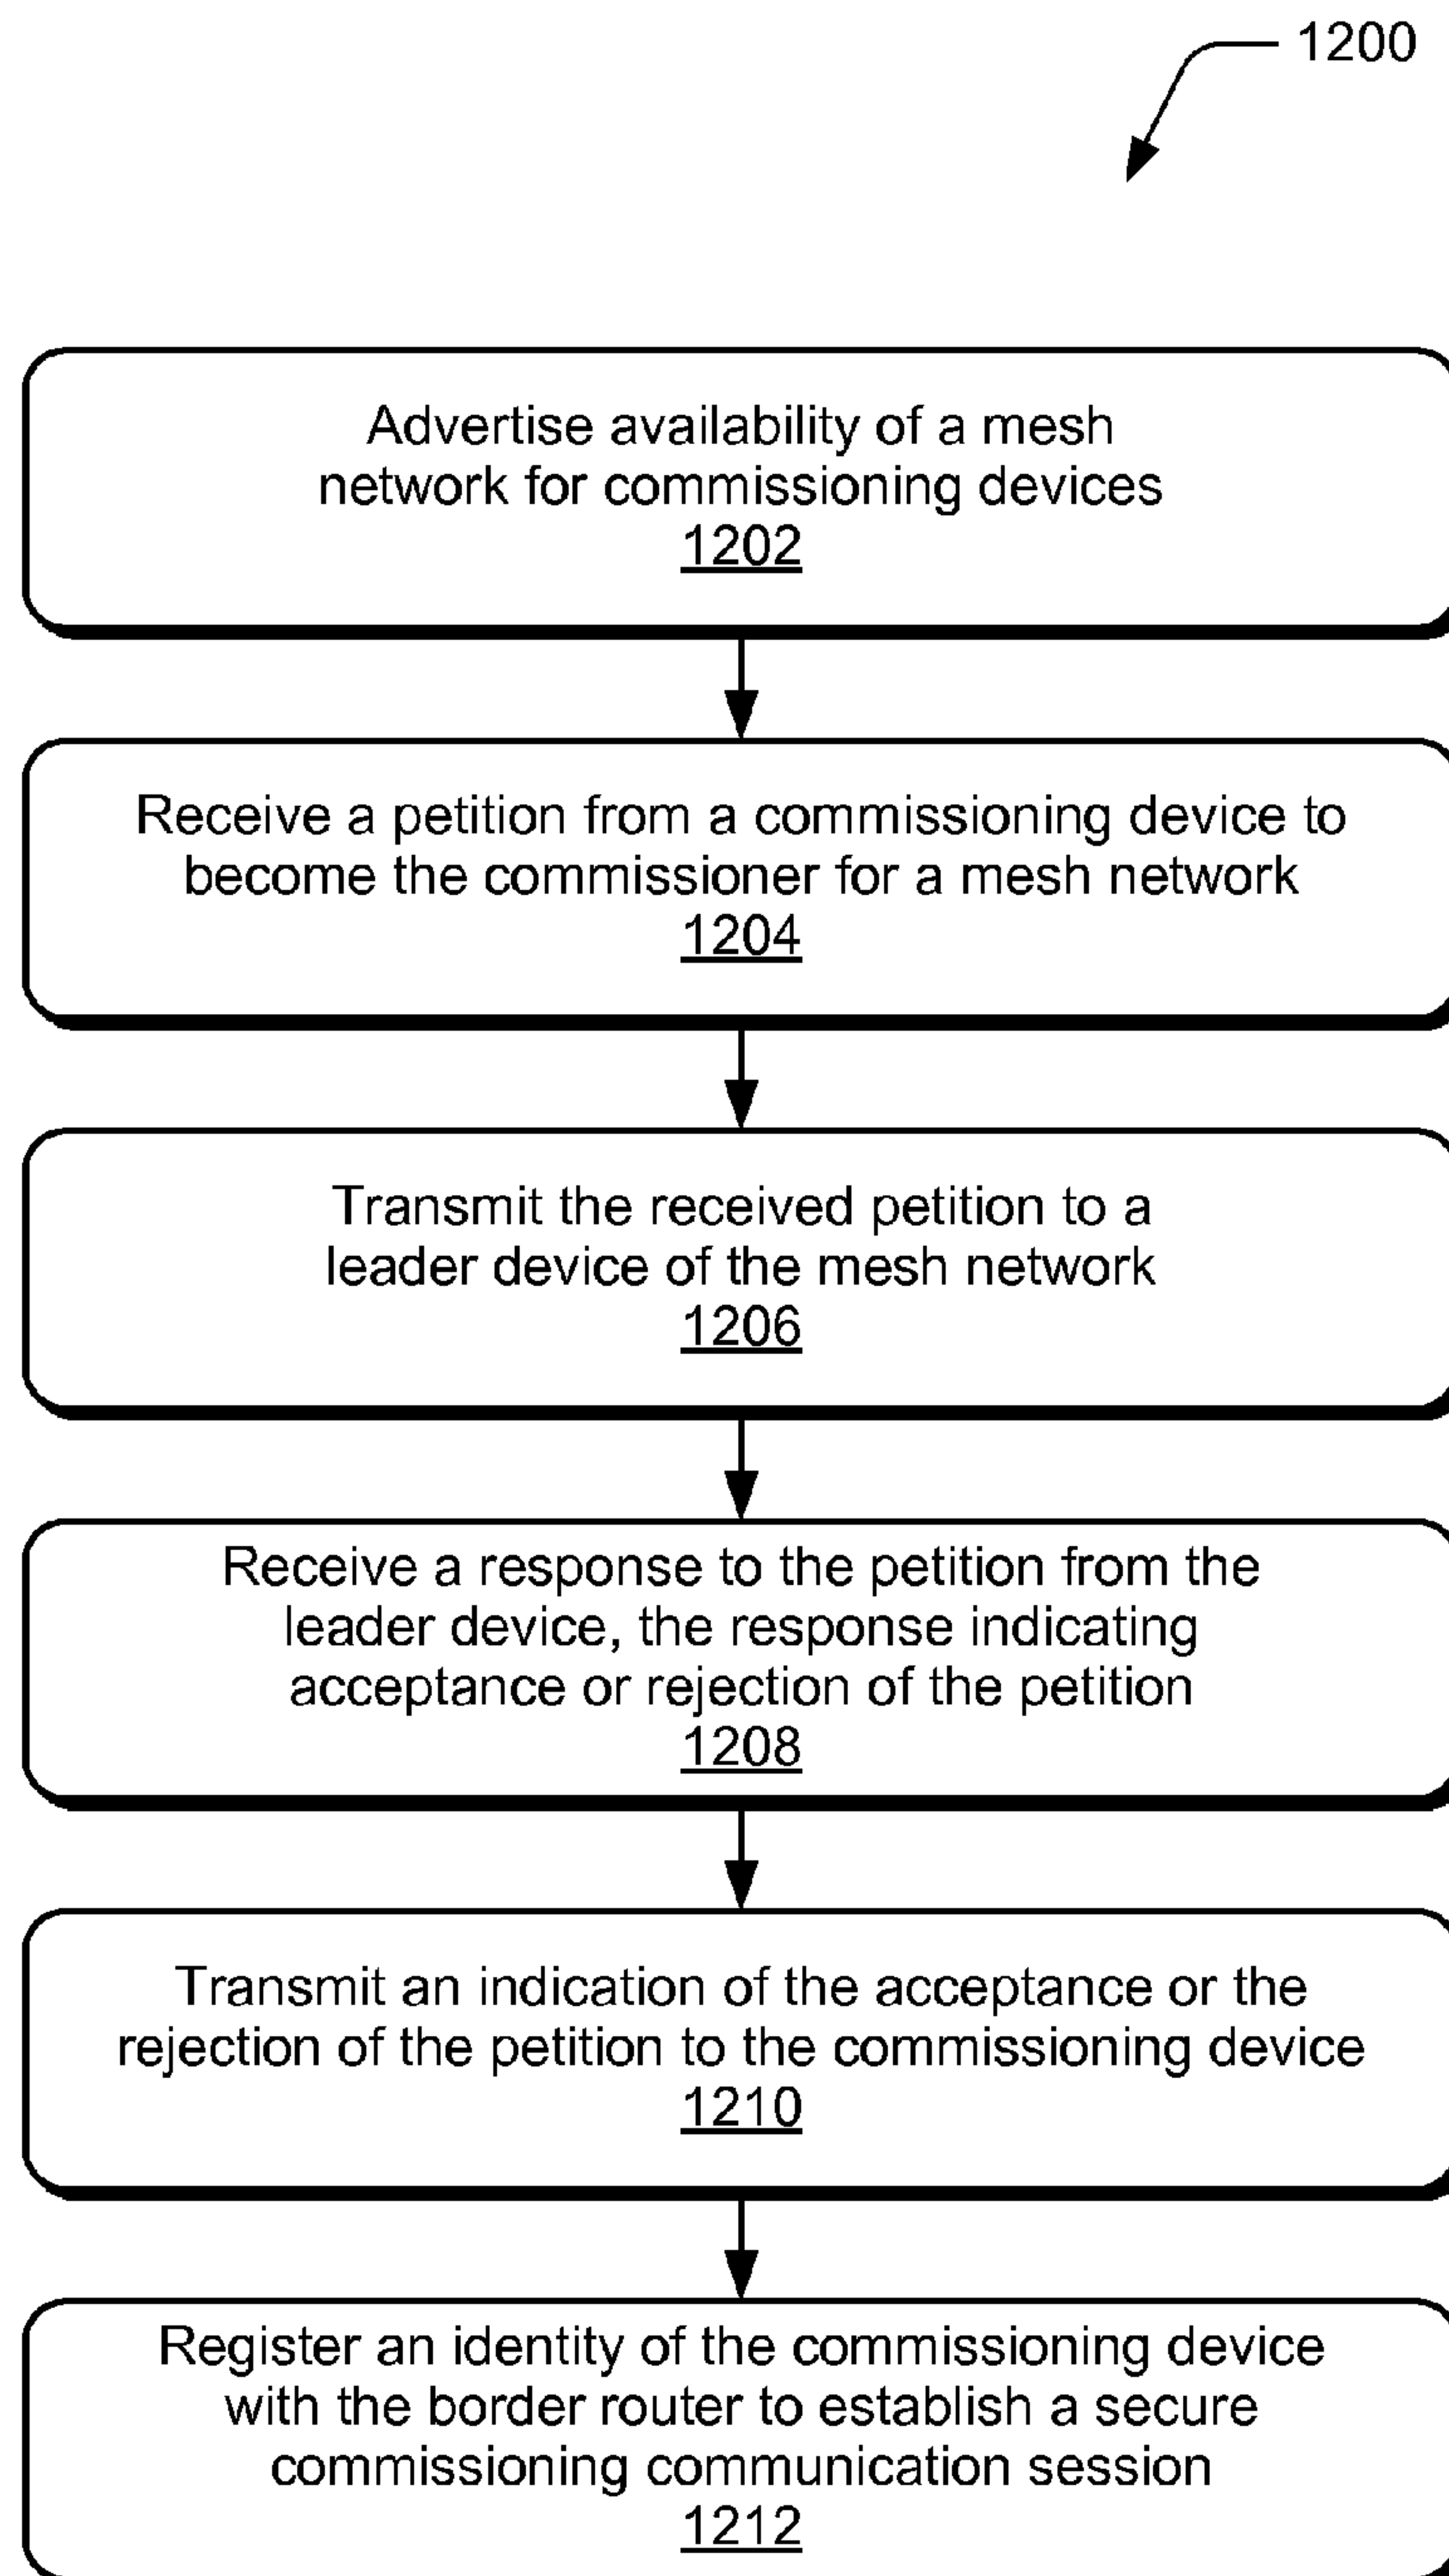 1200
Advertise availability of a mesh
network for commissioning devices
1202
Receive a petition from a commissioning device to
become the commissioner for a mesh network
1204
Transmit the received petition to a
leader device of the mesh network
1206
Receive a response to the petition from the
leader device, the response indicating
acceptance or rejection of the petition
1208
Transmit an indication of the acceptance or the
rejection of the petition to the commissioning device
1210
Register an identity of the commissioning device
with the border router to establish a secure
commissioning communication session
1212